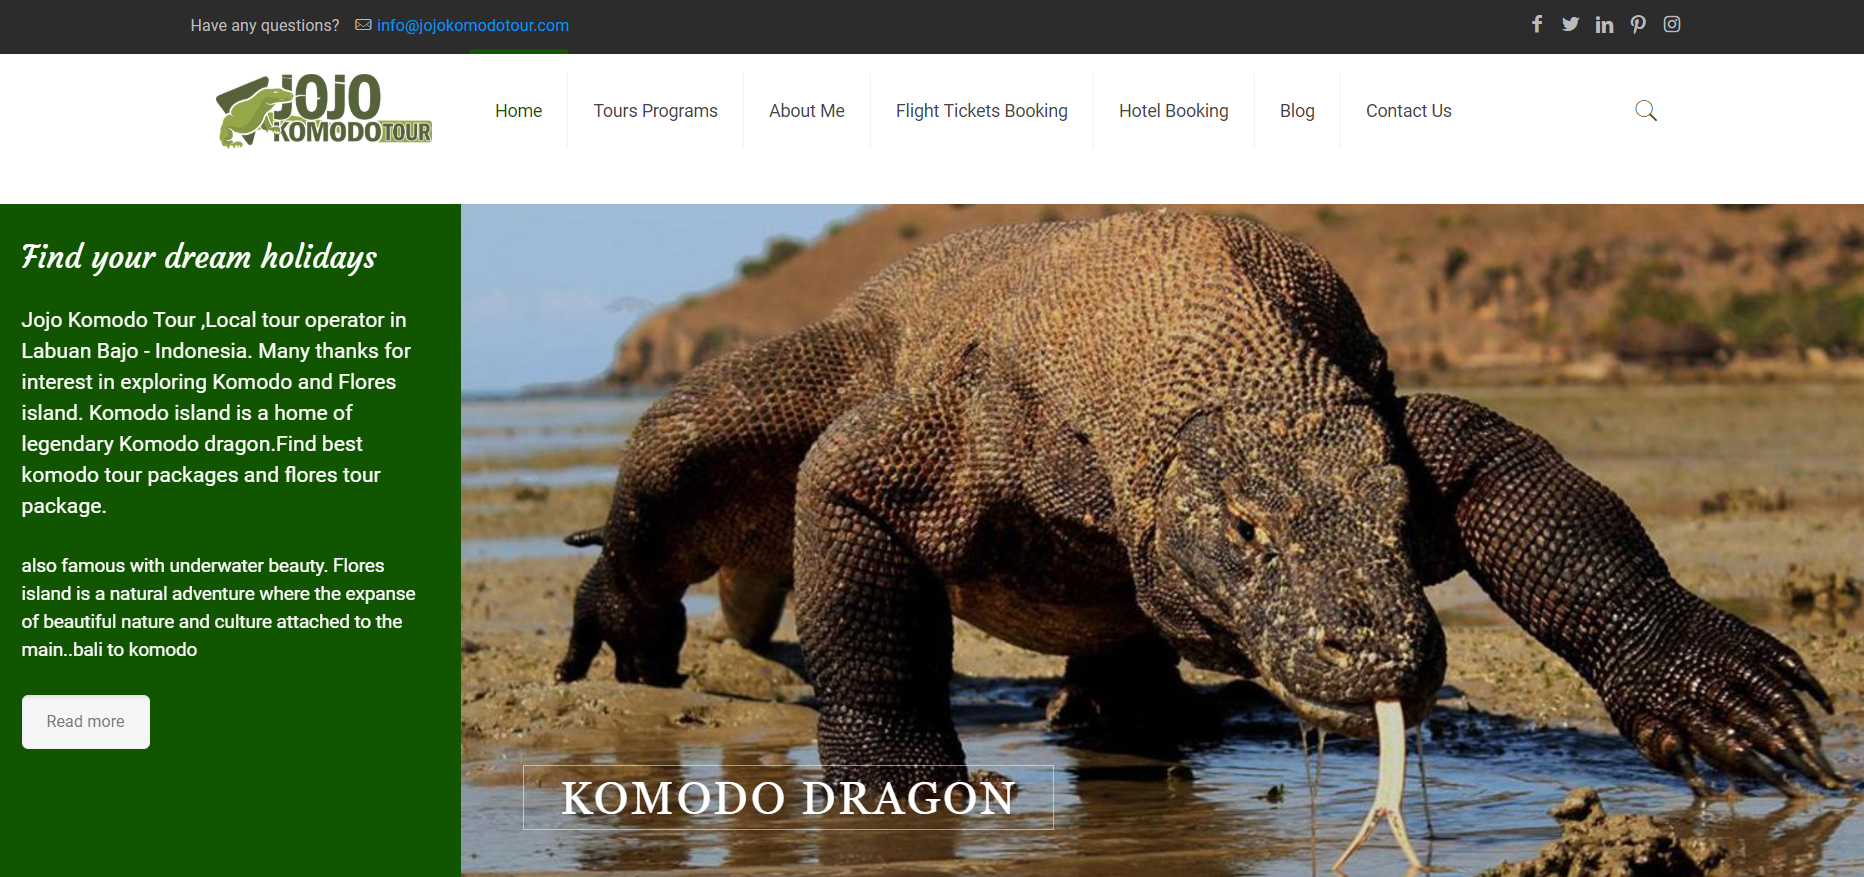 Have any questions? info@jojokomodotour.com
JOJO
KOMODO TOUR
Home
Tours Programs
About Me
Flight Tickets Booking
Hotel Booking
Blog
Contact Us
Find your dream holidays
Jojo Komodo Tour ,Local tour operator in
Labuan Bajo - Indonesia. Many thanks for
interest in exploring Komodo and Flores
island. Komodo island is a home of
legendary Komodo dragon.Find best
komodo tour packages and flores tour
package.
also famous with underwater beauty. Flores
island is a natural adventure where the expanse
of beautiful nature and culture attached to the
main..bali to komodo
Read more
KOMODO DRAGON